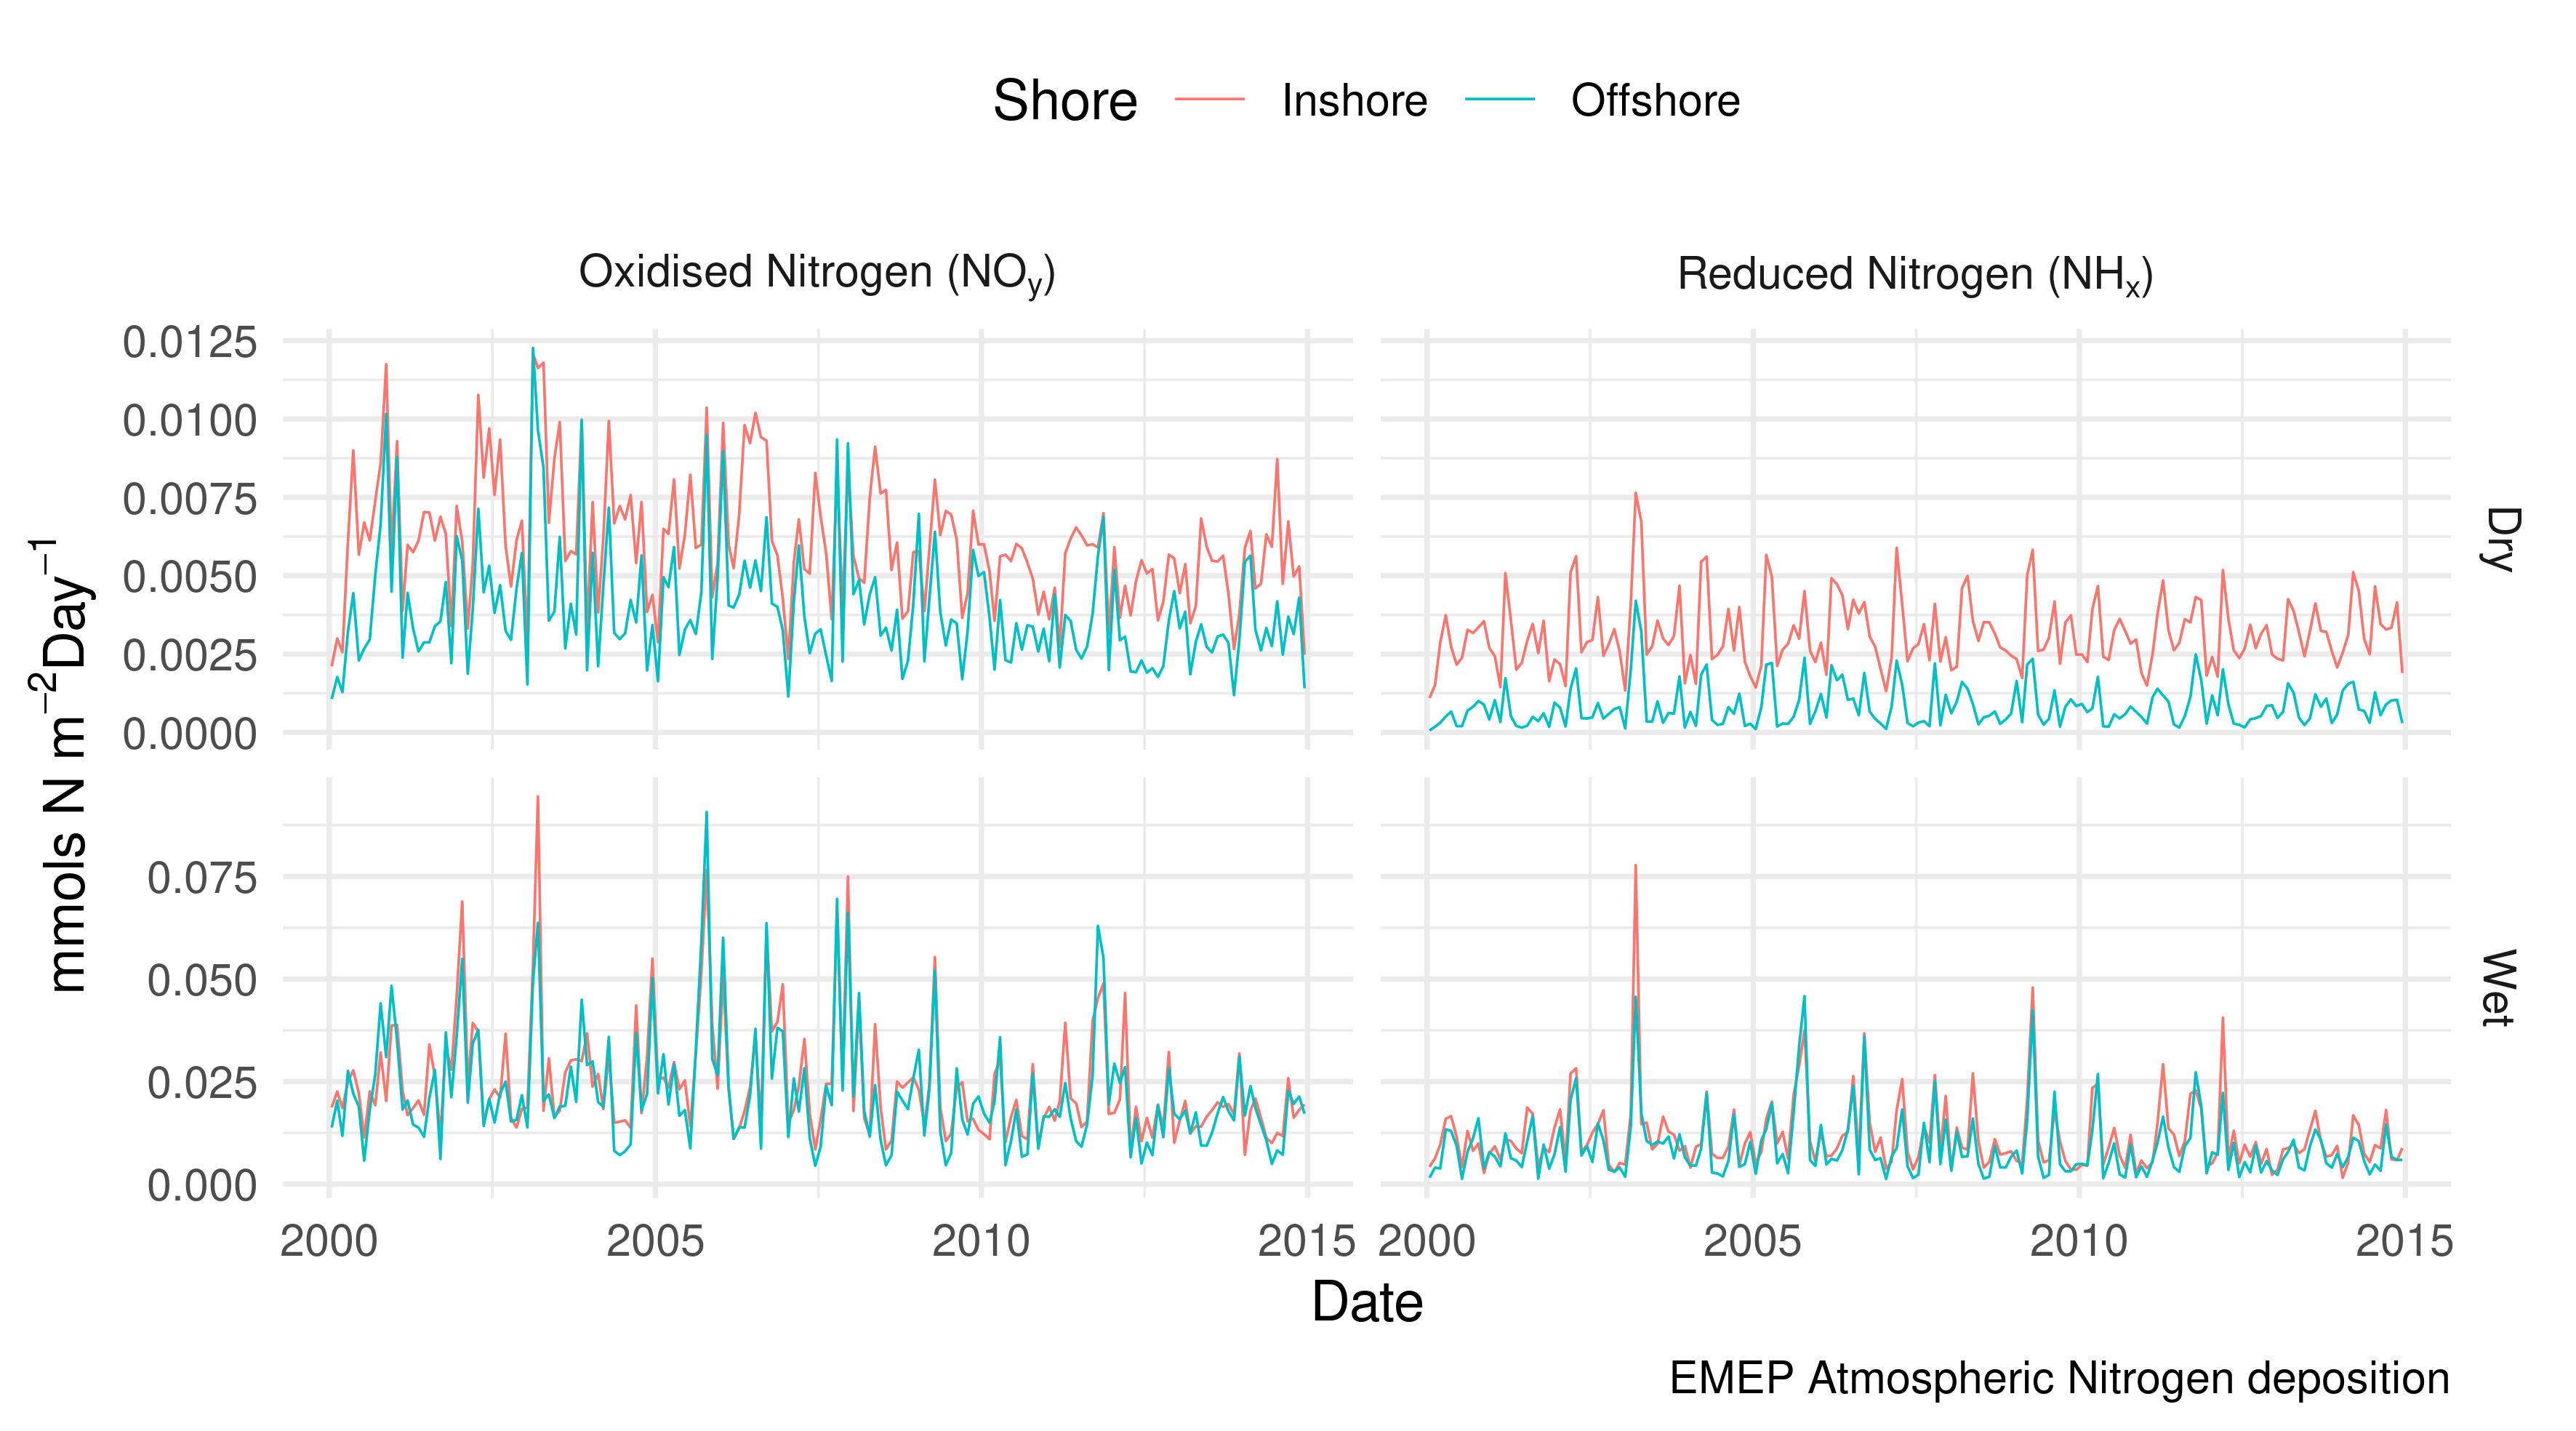 Shore Inshore Offshore
Oxidised Nitrogen (NOy) Reduced Nitrogen (NHx)
mmols N m−2Day−1
0.0125
0.0100
0.0075
0.0050
0.0025
0.0000
Dry
0.075
0.050
0.025
0.000
Wet
2000 2005 2010 2015 2000 2005 2010 2015
Date
EMEP Atmospheric Nitrogen deposition